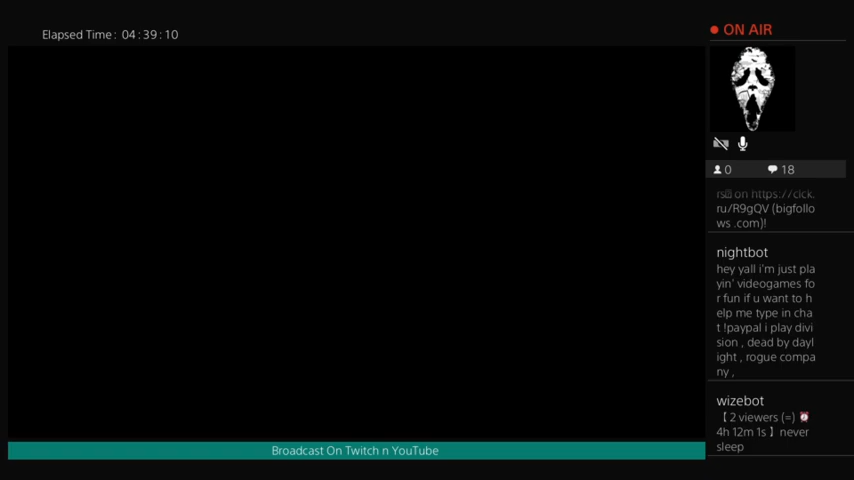 Elapsed Time: 04:39:10
ON AIR
0 18
on https://clck.
ru/R9gQV (bigfollo
ws .com)!
nightbot
hey yall i'm just pla
yin' videogames fo
r fun if u want to h
elp me type in cha
t !paypal i play divi
sion , dead by dayl
ight , rogue compa
ny ,
wizebot
【 2 viewers (=) ⏰
4h 12m 1s 】 never
sleep
Broadcast On Twitch n YouTube